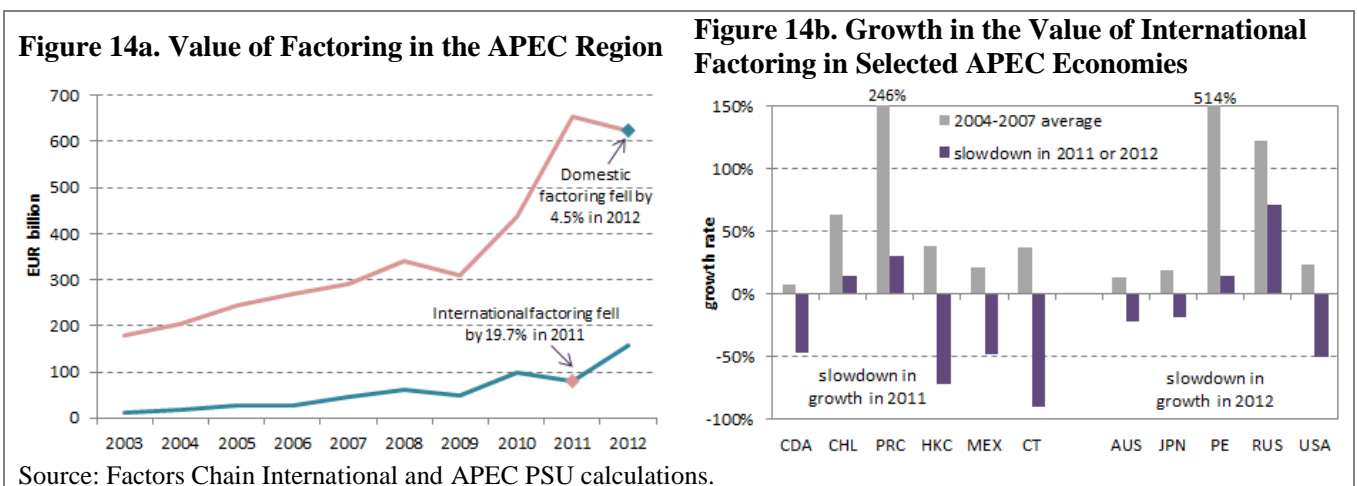 Figure 14a. Value of Factoring in the APEC Region
700
600
500
400
300
200
100
0
EUR billion
Domestic
factoring fell by
4.5% in 2012
International factoring fell
by 19.7% in 2011
2003 2004 2005 2006 2007 2008 2009 2010 2011 2012
Figure 14b. Growth in the Value of International
Factoring in Selected APEC Economies
246%
514%
150%
100%
50%
0%
-50%
-100%
growth rate
2004-2007 average
slowdown in 2011 or 2012
slowdown in
growth in 2011
slowdown in
growth in 2012
CDA CHL PRC HKC MEX CT AUS JPN PE RUS USA
Source: Factors Chain International and APEC PSU calculations.